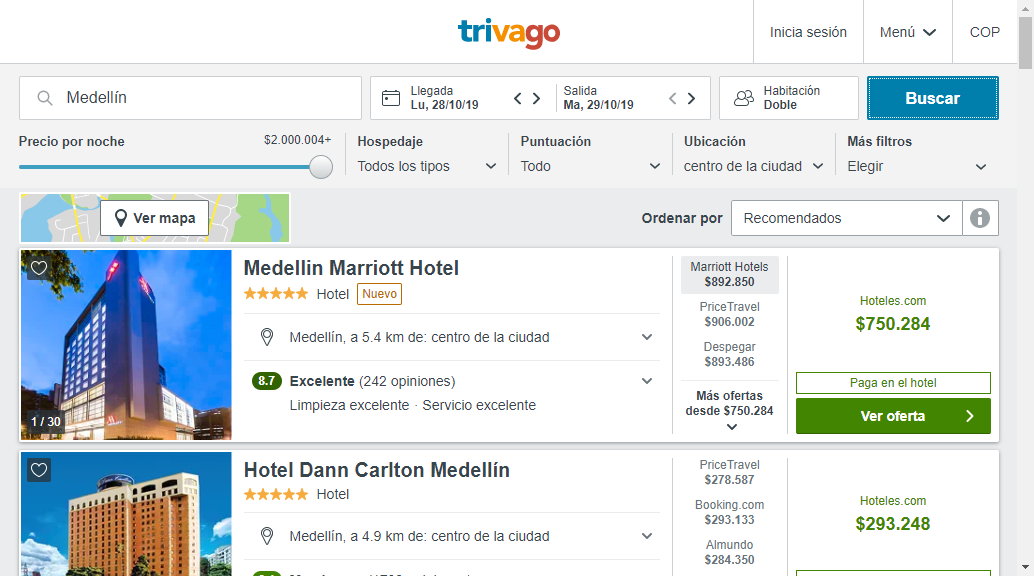 trivago
Inicia sesión
Menú
COP
Medellín
Llegada
Lu, 28/10/19
Salida
Ma, 29/10/19
Habitación
Doble
Buscar
Precio por noche
$2.000.004+
Hospedaje
Todos los tipos
Puntuación
Todo
Ubicación
centro de la ciudad
Más filtros
Elegir
Ver mapa
Ordenar por
Recomendados
Medellin Marriott Hotel
Hotel
Nuevo
Medellín, a 5.4 km de: centro de la ciudad
8.7 Excelente (242 opiniones)
Limpieza excelente · Servicio excelente
1 / 30
Marriott Hotels
$892.850
PriceTravel
$906.002
Despegar
$893.486
Más ofertas
desde $750.284
Hoteles.com
$750.284
Paga en el hotel
Ver oferta
Hotel Dann Carlton Medellín
Hotel
Medellín, a 4.9 km de: centro de la ciudad
PriceTravel
$278.587
Booking.com
$293.133
Almundo
$284.350
Hoteles.com
$293.248